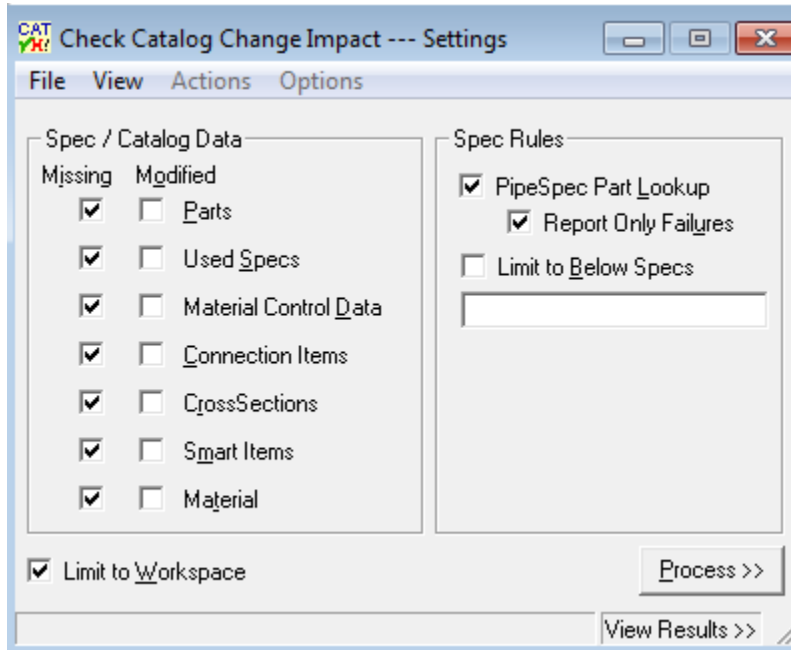 CAT
Check Catalog Change Impact --- Settings
File View Actions Options
Spec / Catalog Data
Missing Modified
Parts
Used Specs
Material Control Data
Connection Items
CrossSections
Smart Items
Material
Spec Rules
PipeSpec Part Lookup
Report Only Failures
Limit to Below Specs
Limit to Workspace
Process >>
View Results >>